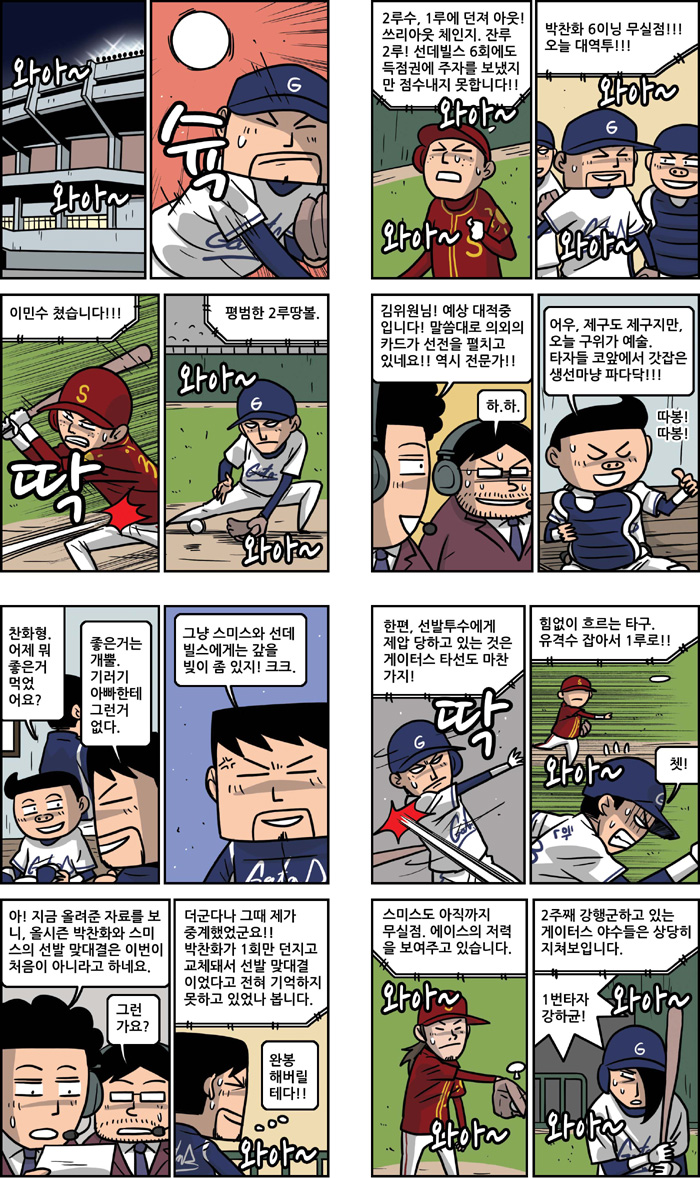 와아~
와아~
슉
G
Gators
이민수 쳤습니다!!!
S
딱
평범한 2루땅볼.
와아~
G
Gators
와아~
2루수, 1루에 던져 아웃!
쓰리아웃 체인지. 잔루
2루! 선데빌스 6회에도
득점권에 주자를 보냈지
만 점수내지 못합니다!!
와아~
S
와아~
박찬화 6이닝 무실점!!!
오늘 대역투!!!
와아~
G
와아~
김위원님! 예상 대적중
입니다! 말씀대로 의외의
카드가 선전을 펼치고
있네요!! 역시 전문가!!
하.하.
어우, 제구도 제구지만,
오늘 구위가 예술.
타자들 코앞에서 갓잡은
생선마냥 파다닥!!!
따봉!
따봉!
찬화형.
어제 뭐
좋은거
먹었
어요?
좋은거는
개뿔.
기러기
아빠한테
그런거
없다.
그냥 스미스와 선데
빌스에게는 갚을
빚이 좀 있지! 크크.
Gators
아! 지금 올려준 자료를 보
니, 올시즌 박찬화와 스미
스의 선발 맞대결은 이번이
처음이 아니라고 하네요.
그런
가요?
더군다나 그때 제가
중계했었군요!!
박찬화가 1회만 던지고
교체돼서 선발 맞대결
이었다고 전혀 기억하지
못하고 있었나 봅니다.
완봉
해버릴
테다!!
와아~
한편, 선발투수에게
제압 당하고 있는 것은
게이터스 타선도 마찬
가지!
딱
G
Gators
힘없이 흐르는 타구.
유격수 잡아서 1루로!!
S
와아~
쳇!
G
스미스도 아직까지
무실점. 에이스의 저력
을 보여주고 있습니다.
와아~
S
와아~
2주째 강행군하고 있는
게이터스 야수들은 상당히
지쳐보입니다.
1번타자
강하균!
와아~
G
와아~